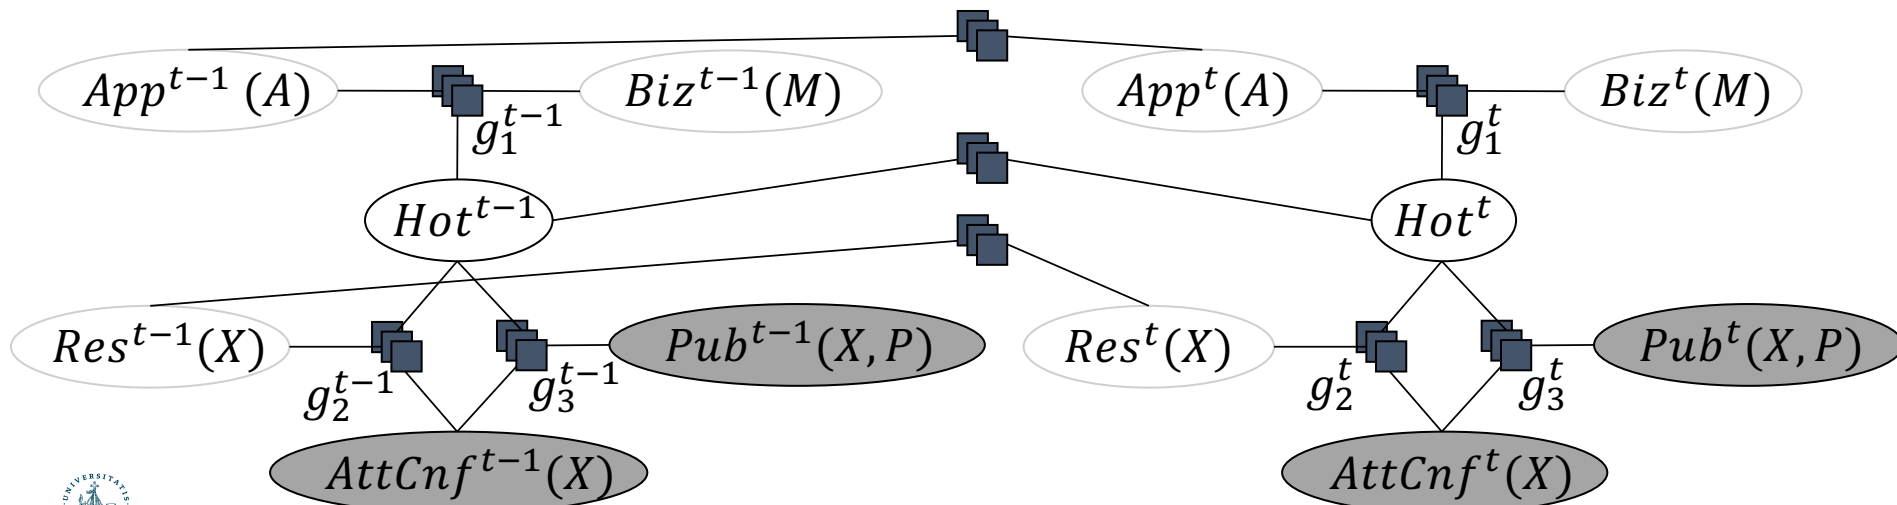 App^{t−1} (A)
Biz^{t−1}(M)
App^t(A)
Biz^t(M)
g_1^{t−1}
g_1^t
Hot^{t−1}
Hot^t
Res^{t−1}(X)
Pub^{t−1}(X, P)
Res^t(X)
Pub^t(X, P)
g_2^{t−1}
g_3^{t−1}
g_2^t
g_3^t
AttCnf^{t−1}(X)
AttCnf^t(X)
UNIVERSITATIS